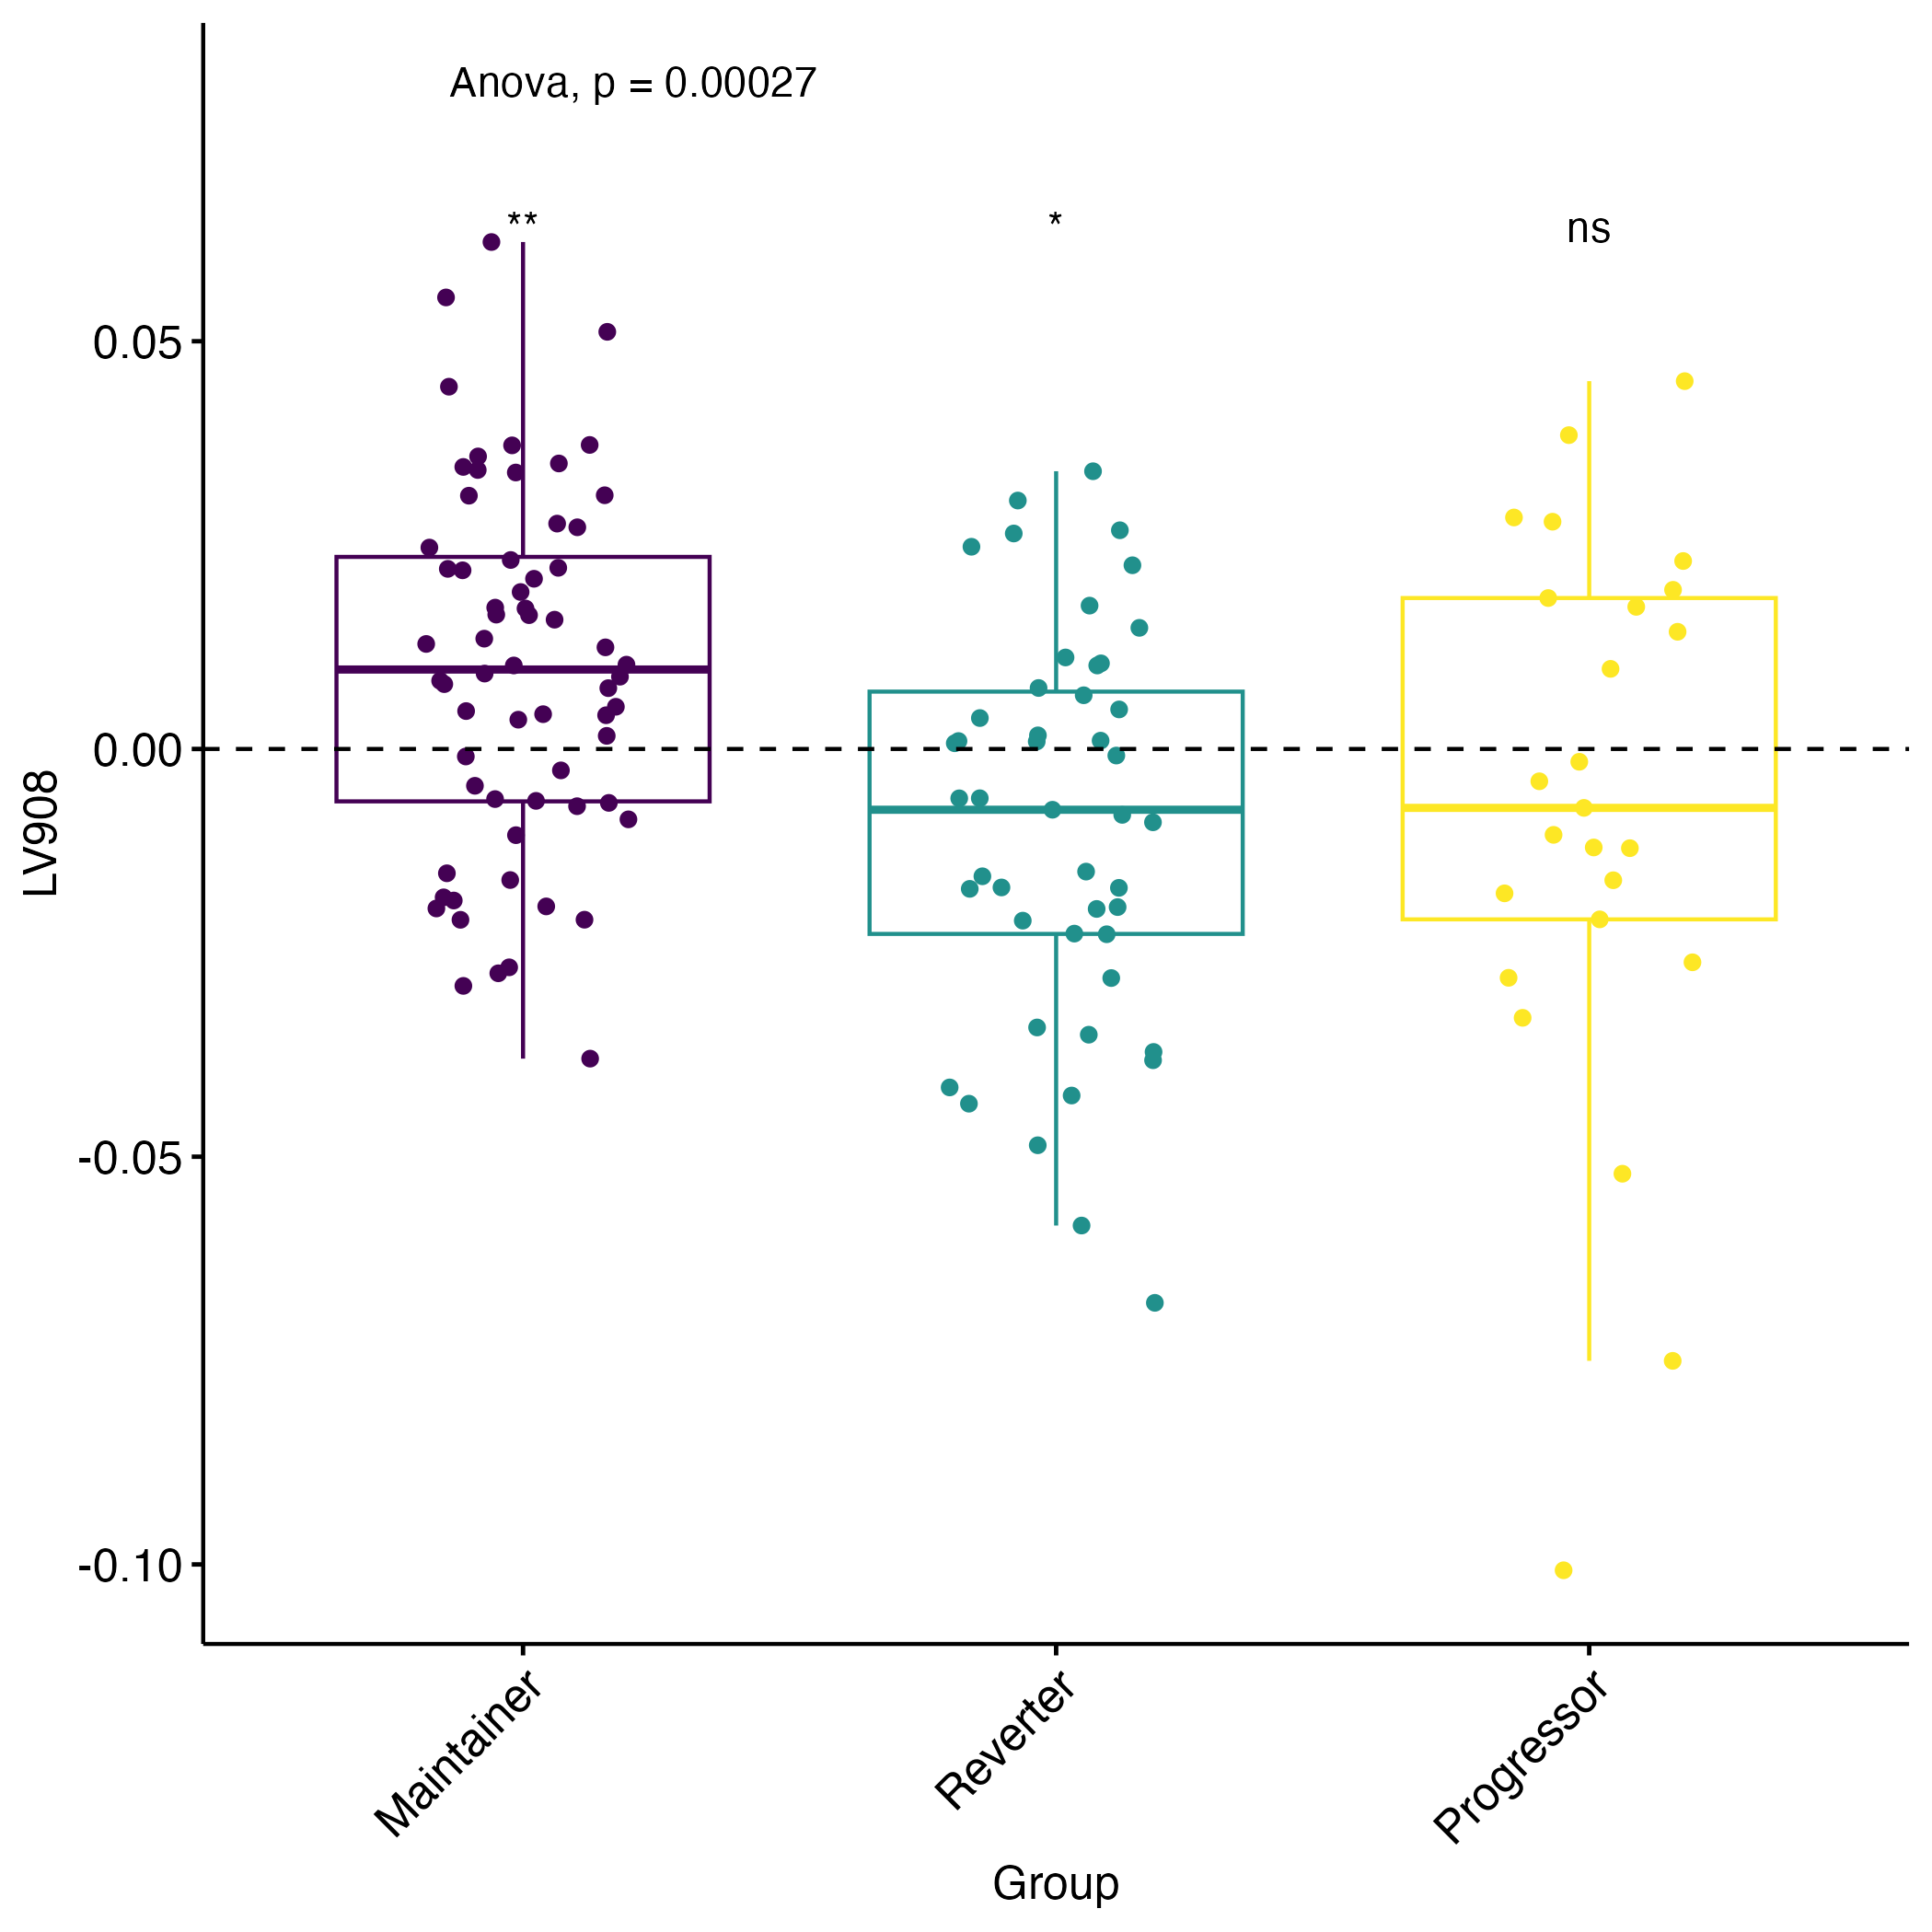 Anova, p = 0.00027
** * ns
0.05
0.00
-0.05
-0.10
LV908
Maintainer
Reverter
Progressor
Group